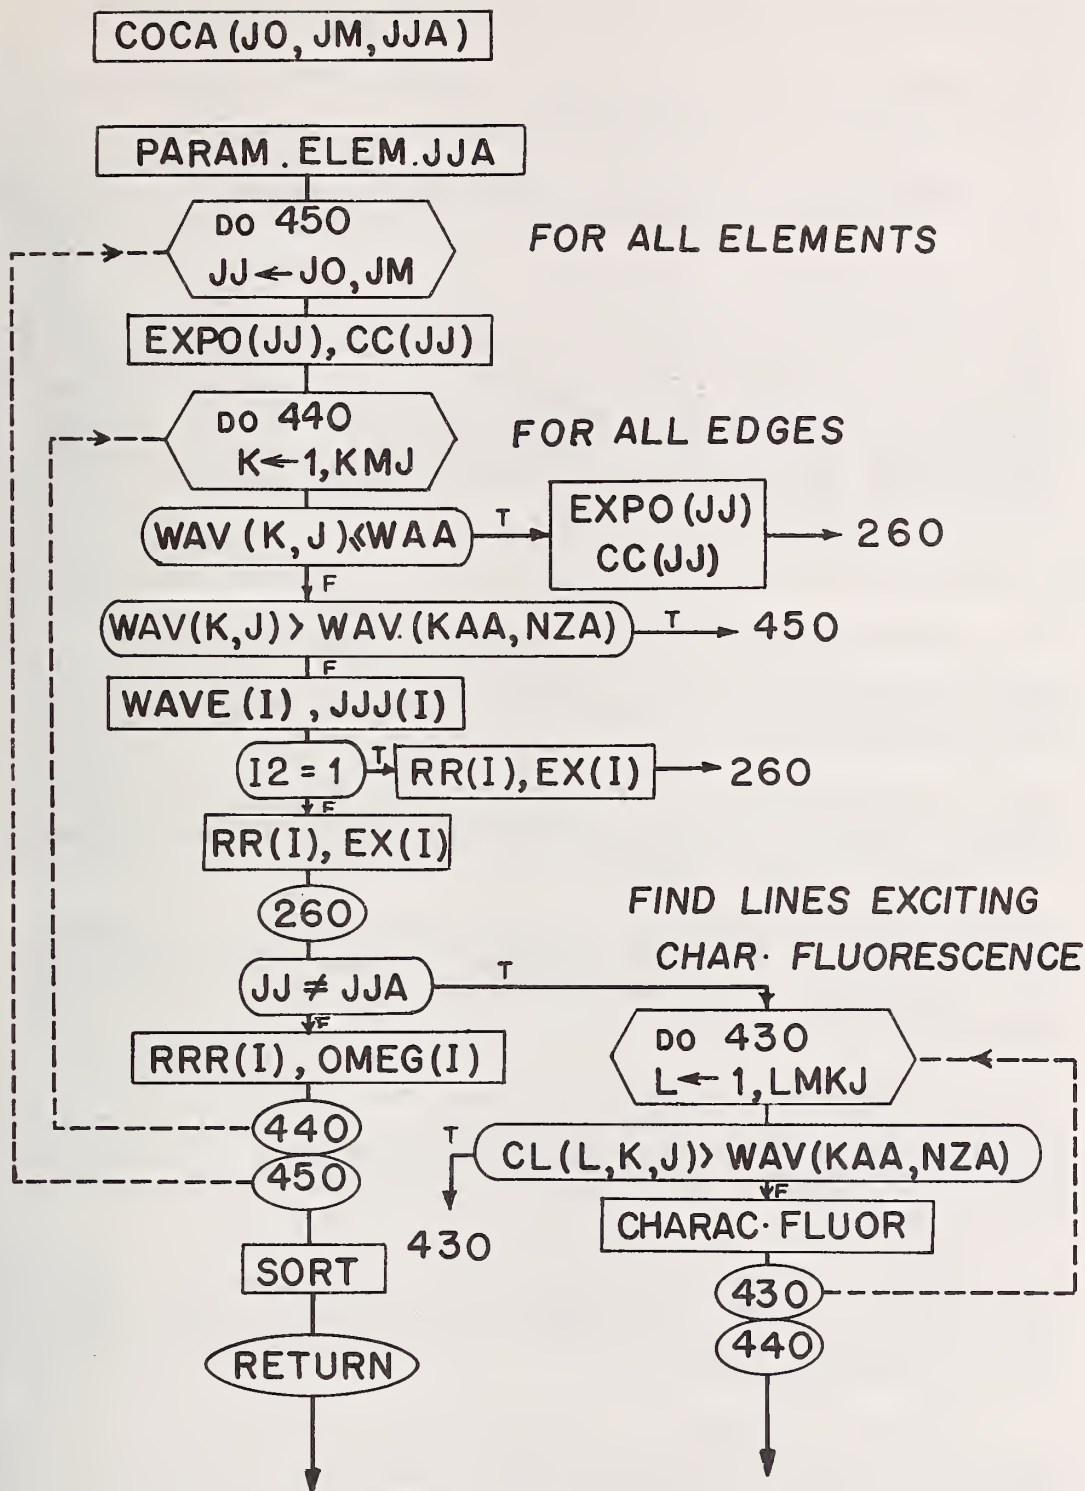 COCA(JO, JM, JJA)
PARAM. ELEM. JJA
DO 450
JJ ← JO, JM
FOR ALL ELEMENTS
EXPO(JJ), CC(JJ)
DO 440
K ← 1, KMJ
FOR ALL EDGES
WAV (K, J) ≤ WAA
T
EXPO (JJ)
CC (JJ)
260
F
WAV(K, J) > WAV. (KAA, NZA)
T
450
F
WAVE (I), JJJ(I)
I2 = 1
T
RR(I), EX(I)
260
F
RR(I), EX(I)
260
FIND LINES EXCITING
CHAR. FLUORESCENCE
JJ ≠ JJA
T
F
RRR(I), OMEG(I)
DO 430
L ← 1, LMKJ
440
T
CL(L, K, J) > WAV(KAA, NZA)
450
F
430
CHARAC. FLUOR
SORT
430
440
RETURN